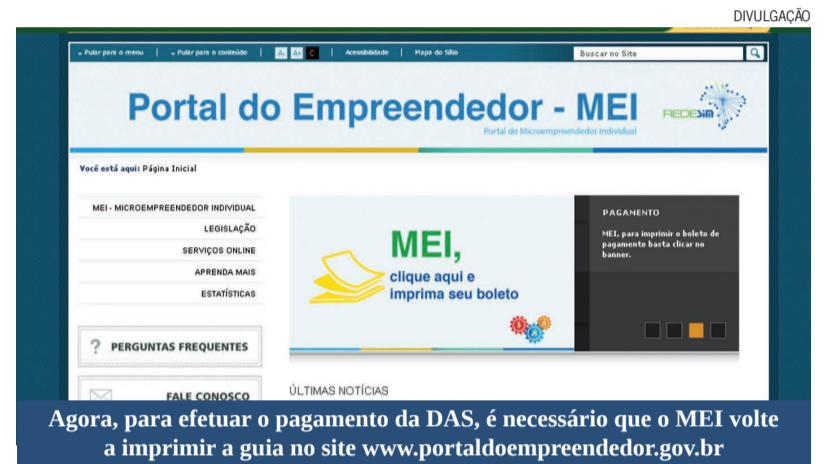 DIVULGAÇÃO
Pular para o menu | Pular para o conteúdo | A- A+ C | Acessibilidade | Mapa do Sítio
Buscar no Site
Portal do Empreendedor - MEI
Portal do Microempreendedor Individual
REDESIM
Você está aqui: Página Inicial
MEI - MICROEMPREENDEDOR INDIVIDUAL
LEGISLAÇÃO
SERVIÇOS ONLINE
APRENDA MAIS
ESTATÍSTICAS
? PERGUNTAS FREQUENTES
FALE CONOSCO
MEI,
clique aqui e
imprima seu boleto
PAGAMENTO
MEI, para imprimir o boleto de
pagamento basta clicar no
banner.
ÚLTIMAS NOTÍCIAS
Agora, para efetuar o pagamento da DAS, é necessário que o MEI volte
a imprimir a guia no site www.portaldoempreendedor.gov.br